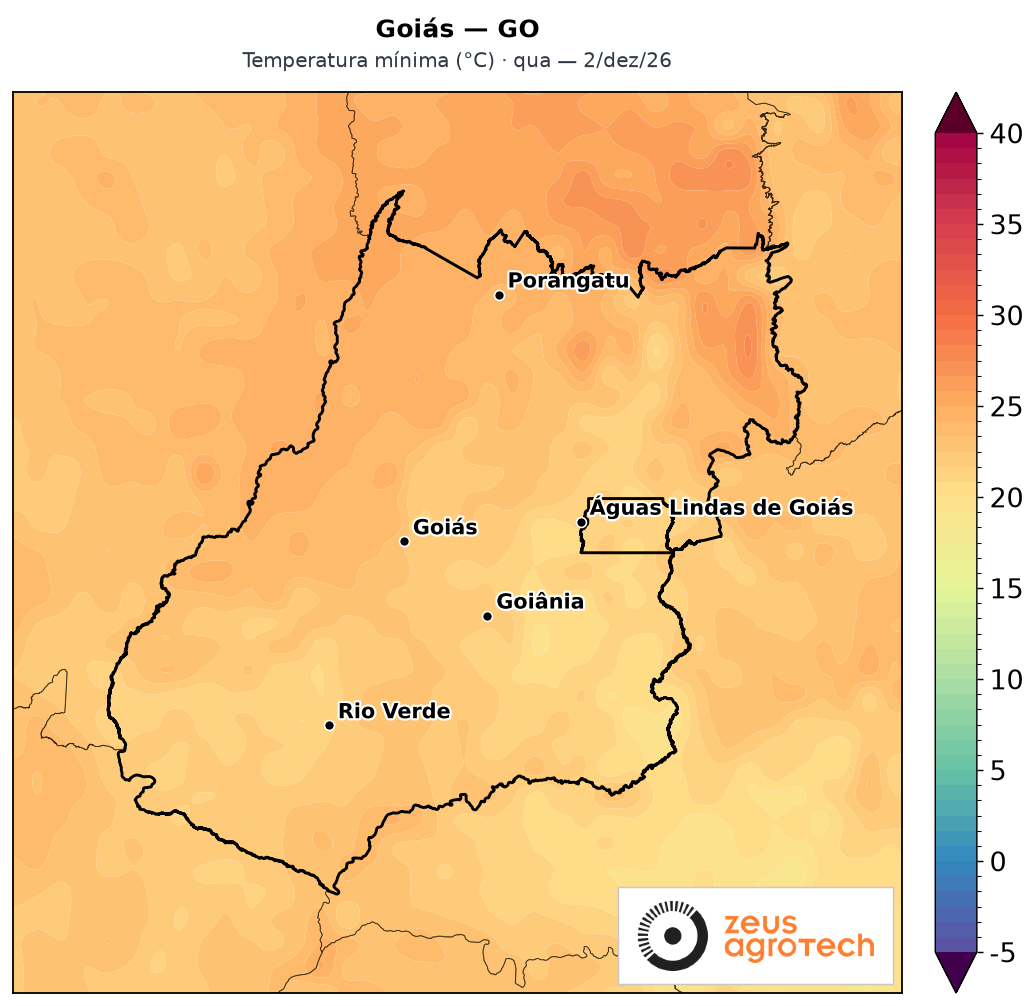 Goiás — GO
Temperatura mínima (°C) · qua — 2/dez/26
40
35
30
25
20
15
10
5
0
-5
Porangatu
Águas Lindas de Goiás
Goiás
Goiânia
Rio Verde
zeus
agrotech